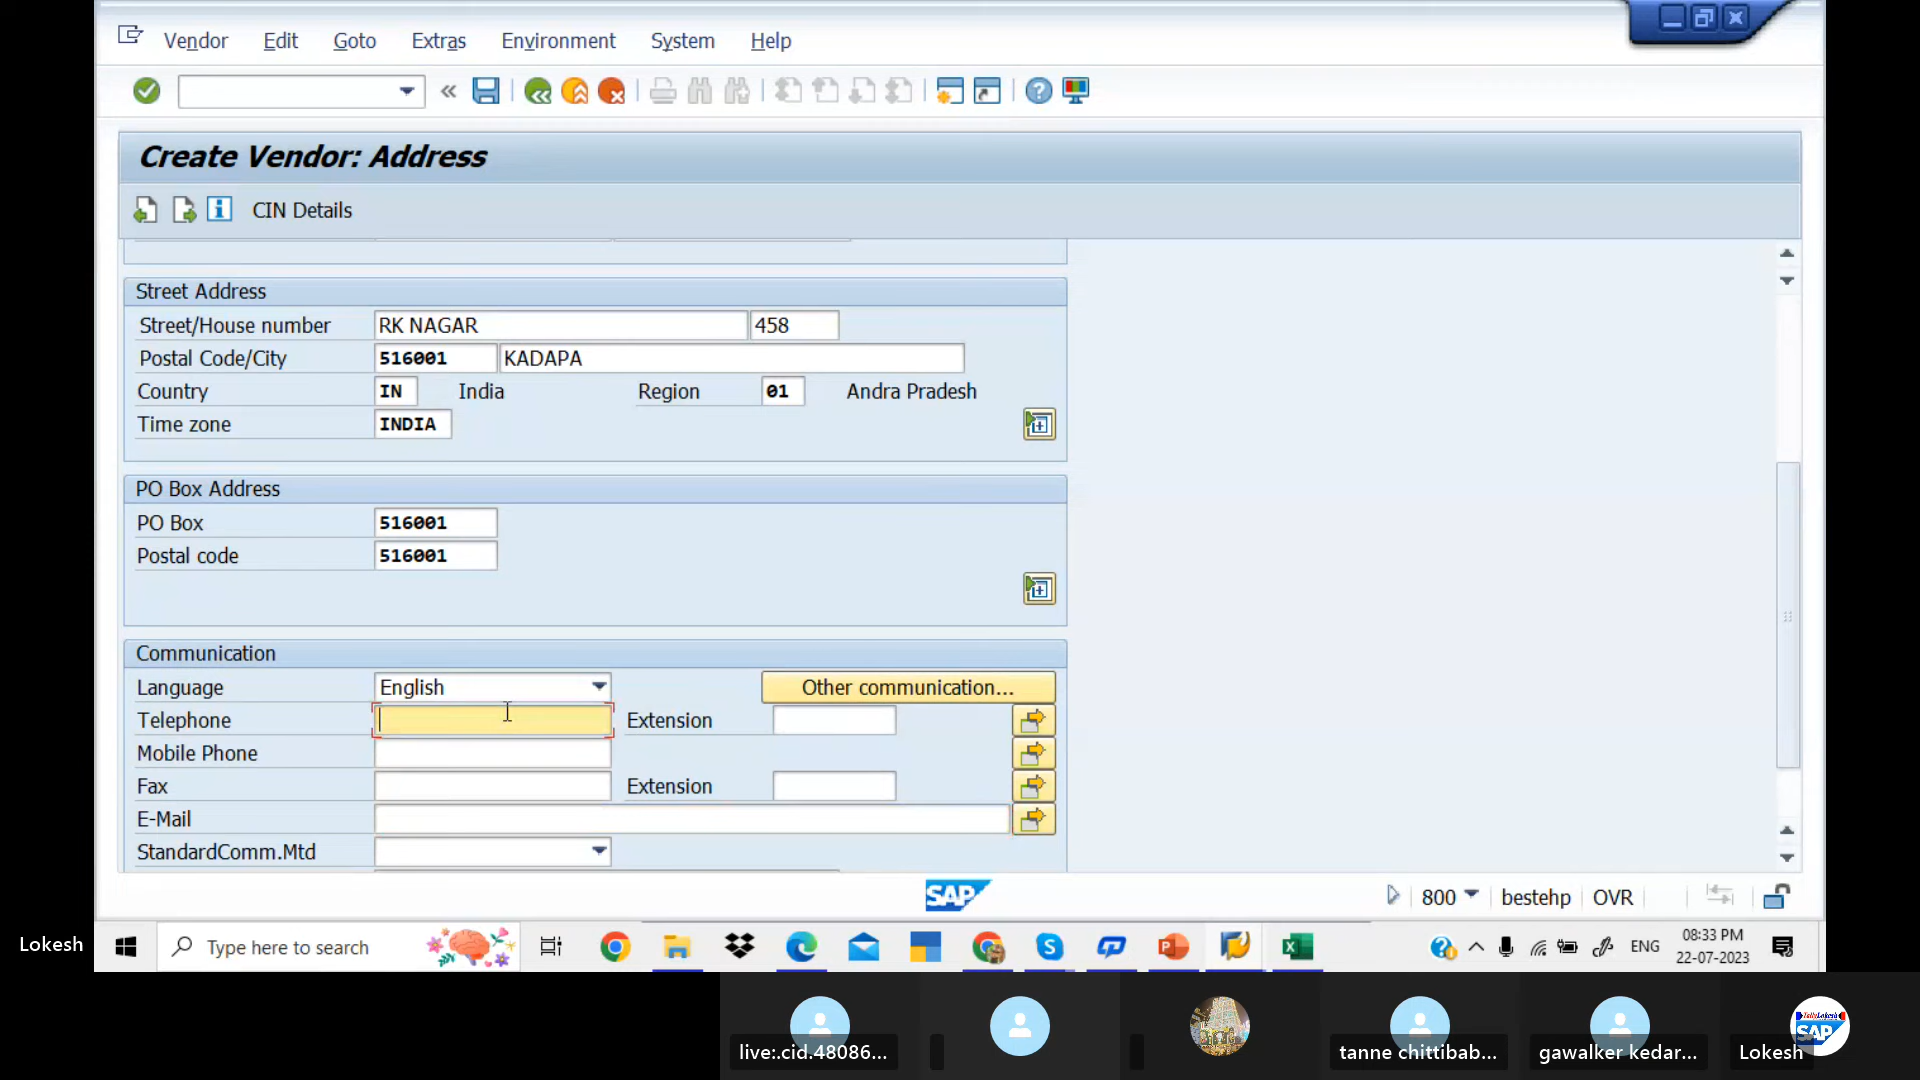 Vendor Edit Goto Extras Environment System Help
Create Vendor: Address
CIN Details
Street Address
Street/House number RK NAGAR 458
Postal Code/City 516001 KADAPA
Country IN India Region 01 Andra Pradesh
Time zone INDIA
PO Box Address
PO Box 516001
Postal code 516001
Communication
Language English Other communication...
Telephone Extension
Mobile Phone
Fax Extension
E-Mail
StandardComm.Mtd
SAP 800 bestehp OVR
Lokesh Type here to search ENG 08:33 PM
22-07-2023
SAP
live:.cid.48086... tanne chittibab... gawalker kedar... Lokesh